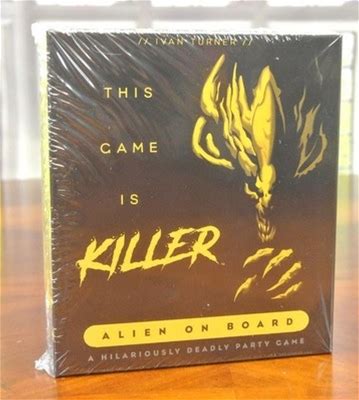 // IVAN TURNER //
THIS
GAME
IS
KILLER
ALIEN ON BOARD
A HILARIOUSLY DEADLY PARTY GAME